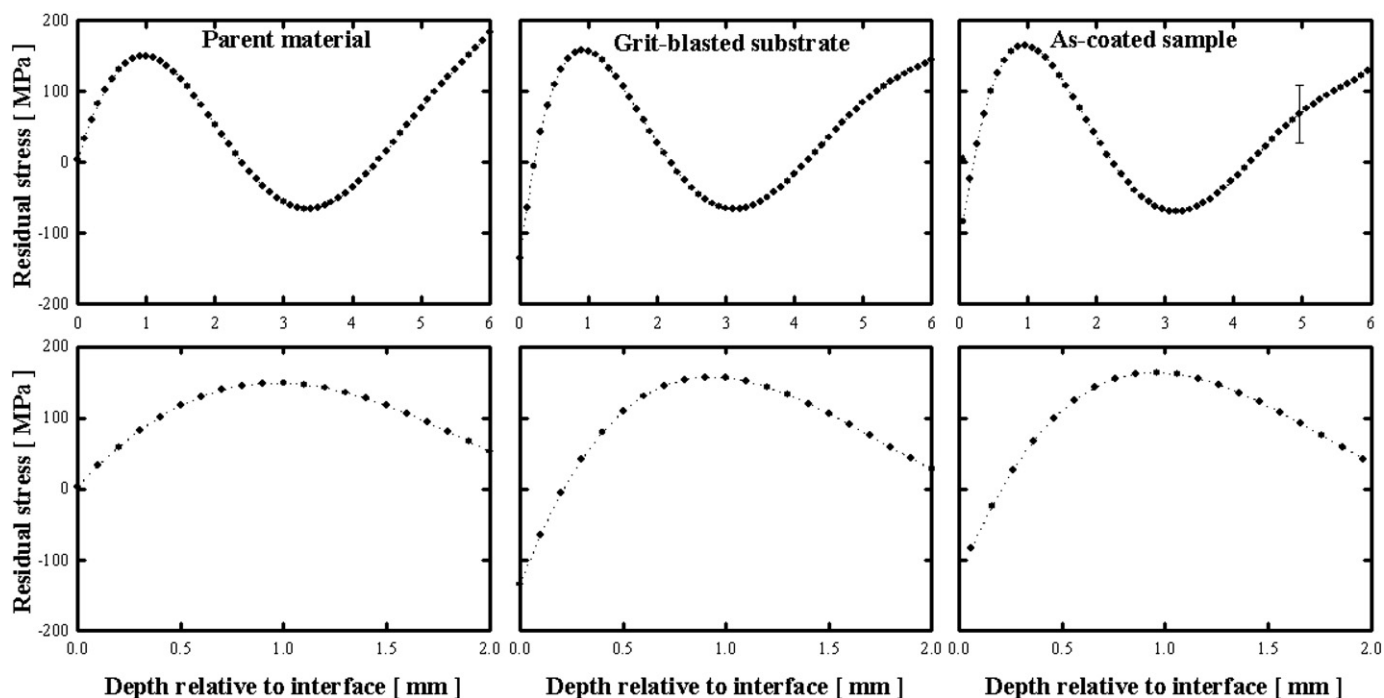 Parent material
Grit-blasted substrate
As-coated sample
Residual stress [ MPa]
200
100
0
-100
-200
0 1 2 3 4 5 6
0 1 2 3 4 5 6
0 1 2 3 4 5 6
Residual stress [ MPa]
200
100
0
-100
-200
0.0 0.5 1.0 1.5 2.0
0.0 0.5 1.0 1.5 2.0
0.0 0.5 1.0 1.5 2.0
Depth relative to interface [ mm ]
Depth relative to interface [ mm ]
Depth relative to interface [ mm ]